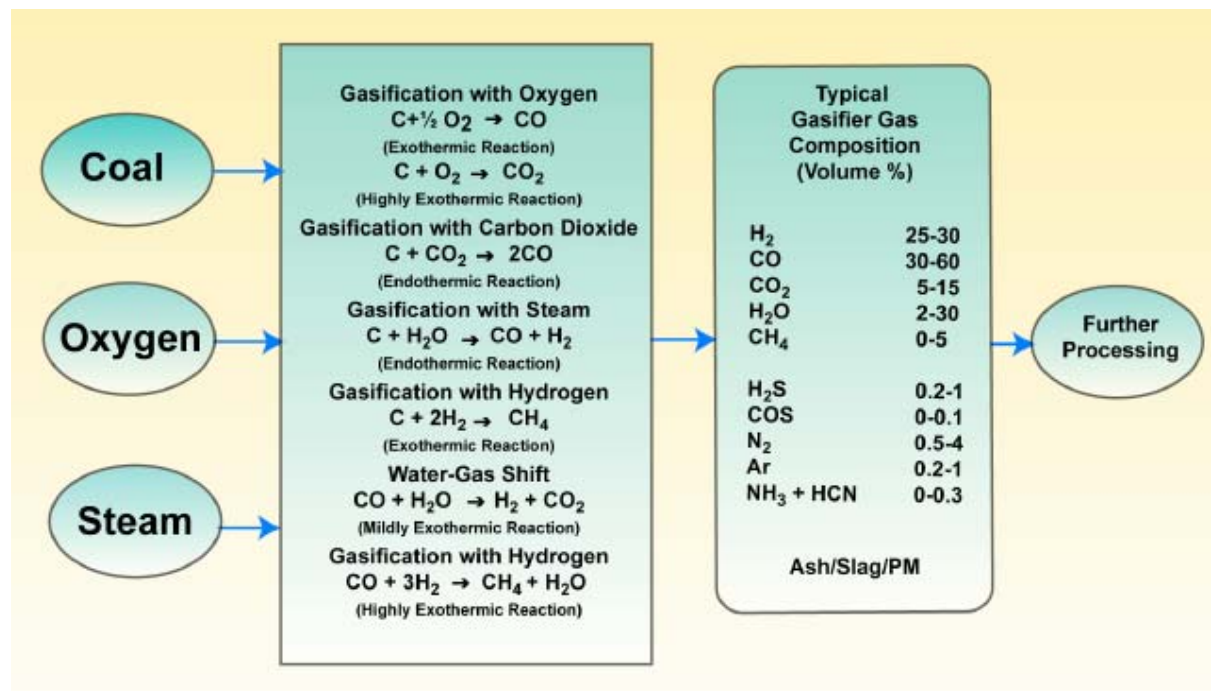 Coal
Oxygen
Steam
Gasification with Oxygen
C+½ O₂ → CO
(Exothermic Reaction)
C + O₂ → CO₂
(Highly Exothermic Reaction)
Gasification with Carbon Dioxide
C + CO₂ → 2CO
(Endothermic Reaction)
Gasification with Steam
C + H₂O → CO + H₂
(Endothermic Reaction)
Gasification with Hydrogen
C + 2H₂ → CH₄
(Exothermic Reaction)
Water-Gas Shift
CO + H₂O → H₂ + CO₂
(Mildly Exothermic Reaction)
Gasification with Hydrogen
CO + 3H₂ → CH₄ + H₂O
(Highly Exothermic Reaction)
Typical
Gasifier Gas
Composition
(Volume %)
H₂ 25-30
CO 30-60
CO₂ 5-15
H₂O 2-30
CH₄ 0-5
H₂S 0.2-1
COS 0-0.1
N₂ 0.5-4
Ar 0.2-1
NH₃ + HCN 0-0.3
Ash/Slag/PM
Further
Processing